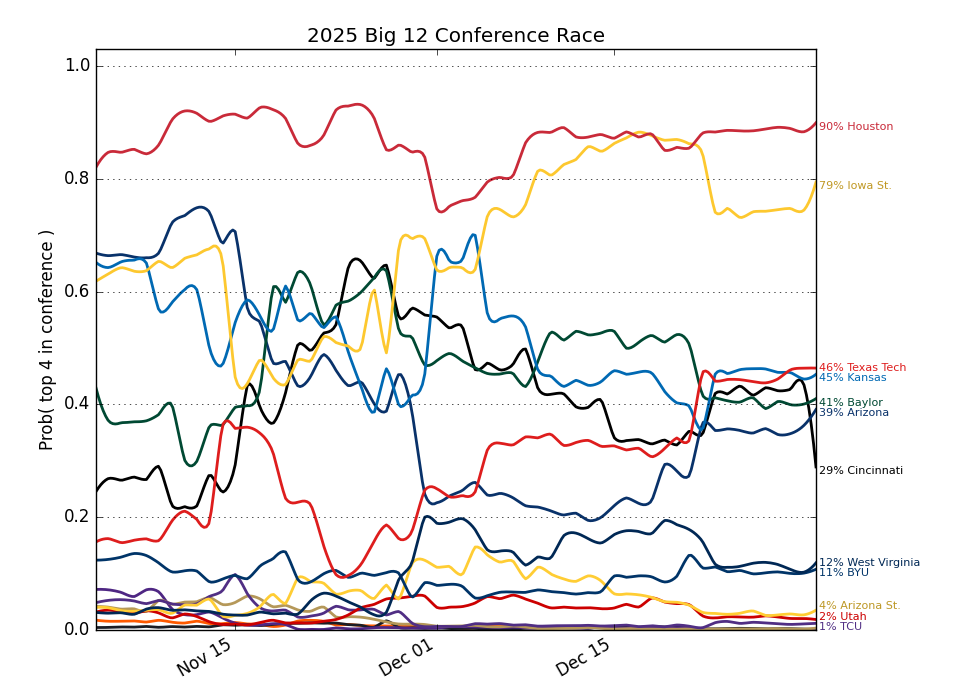 2025 Big 12 Conference Race
Prob( top 4 in conference )
1.0
0.8
0.6
0.4
0.2
0.0
Nov 15
Dec 01
Dec 15
90% Houston
79% Iowa St.
46% Texas Tech
45% Kansas
41% Baylor
39% Arizona
29% Cincinnati
12% West Virginia
11% BYU
4% Arizona St.
2% Utah
1% TCU